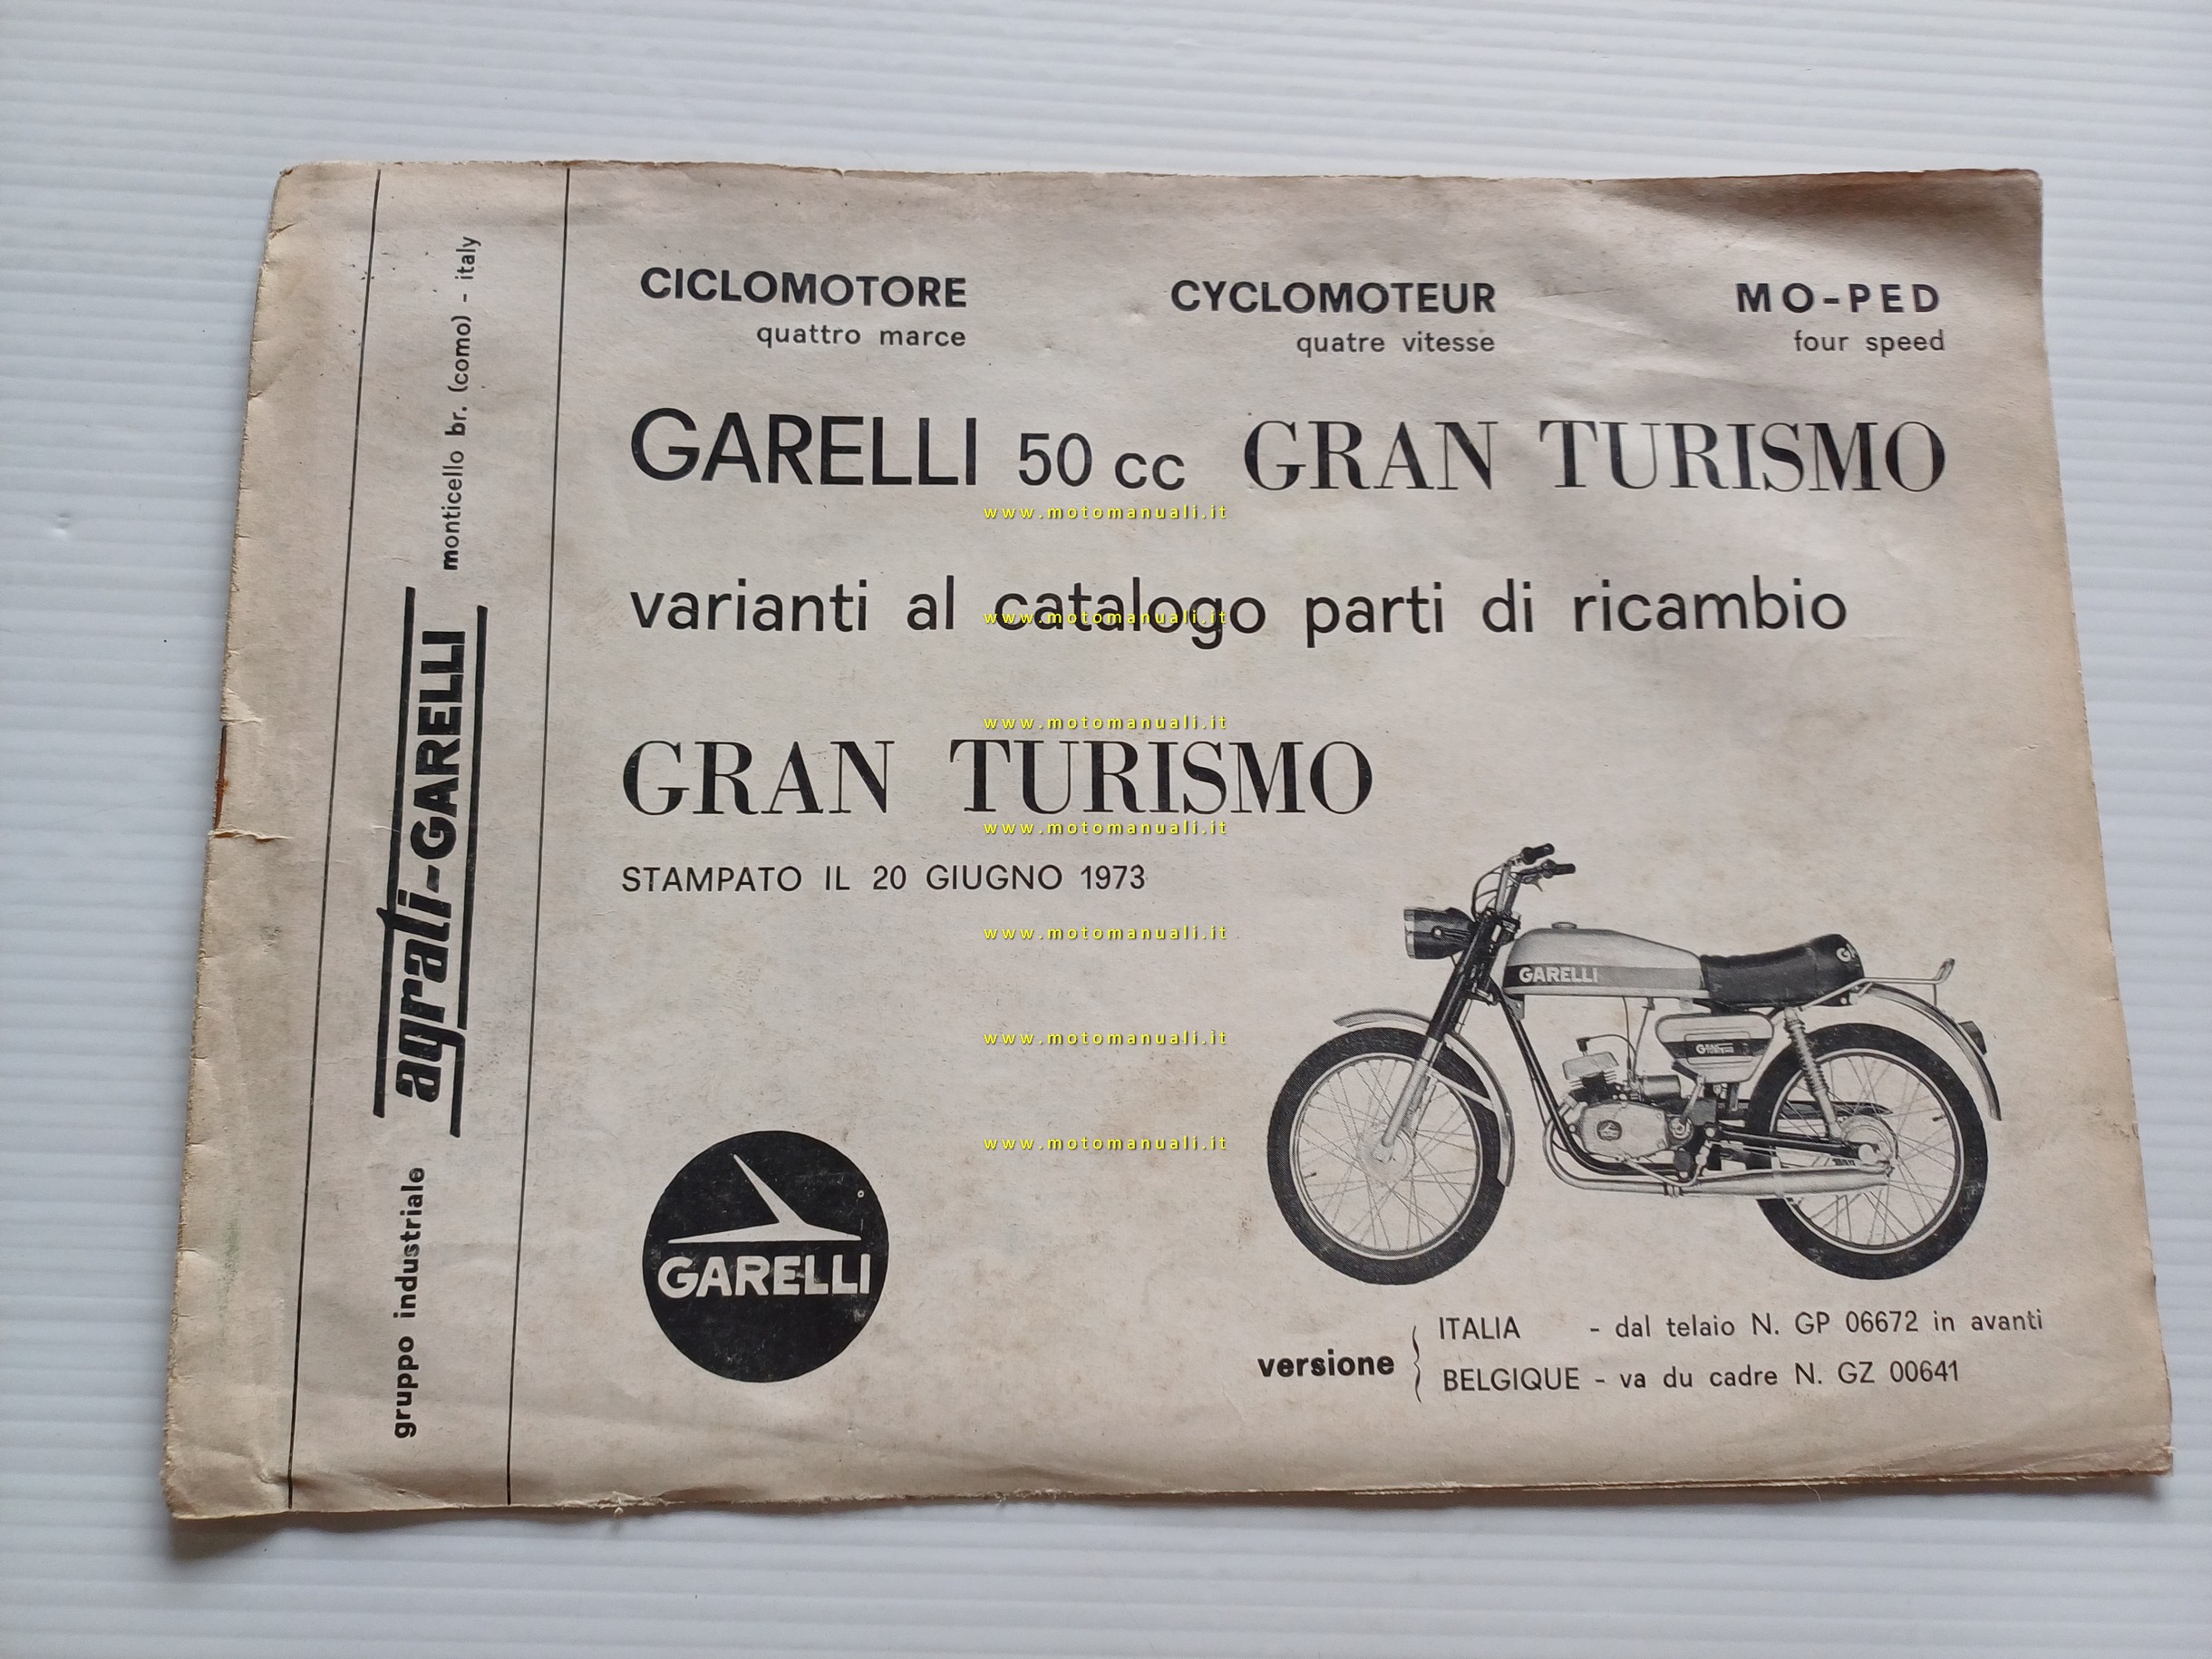 CICLOMOTORE
quattro marce
CYCLOMOTEUR
quatre vitesse
MO-PED
four speed
GARELLI 50 cc GRAN TURISMO
www.motomanuali.it
varianti al catalogo parti di ricambio
www.motomanuali.it
www.motomanuali.it
GRAN TURISMO
www.motomanuali.it
STAMPATO IL 20 GIUGNO 1973
www.motomanuali.it
www.motomanuali.it
www.motomanuali.it
GARELLI
GARELLI
versione
ITALIA - dal telaio N. GP 06672 in avanti
BELGIQUE - va du cadre N. GZ 00641
gruppo industriale agrati-GARELLI monticello br. (como) - italy